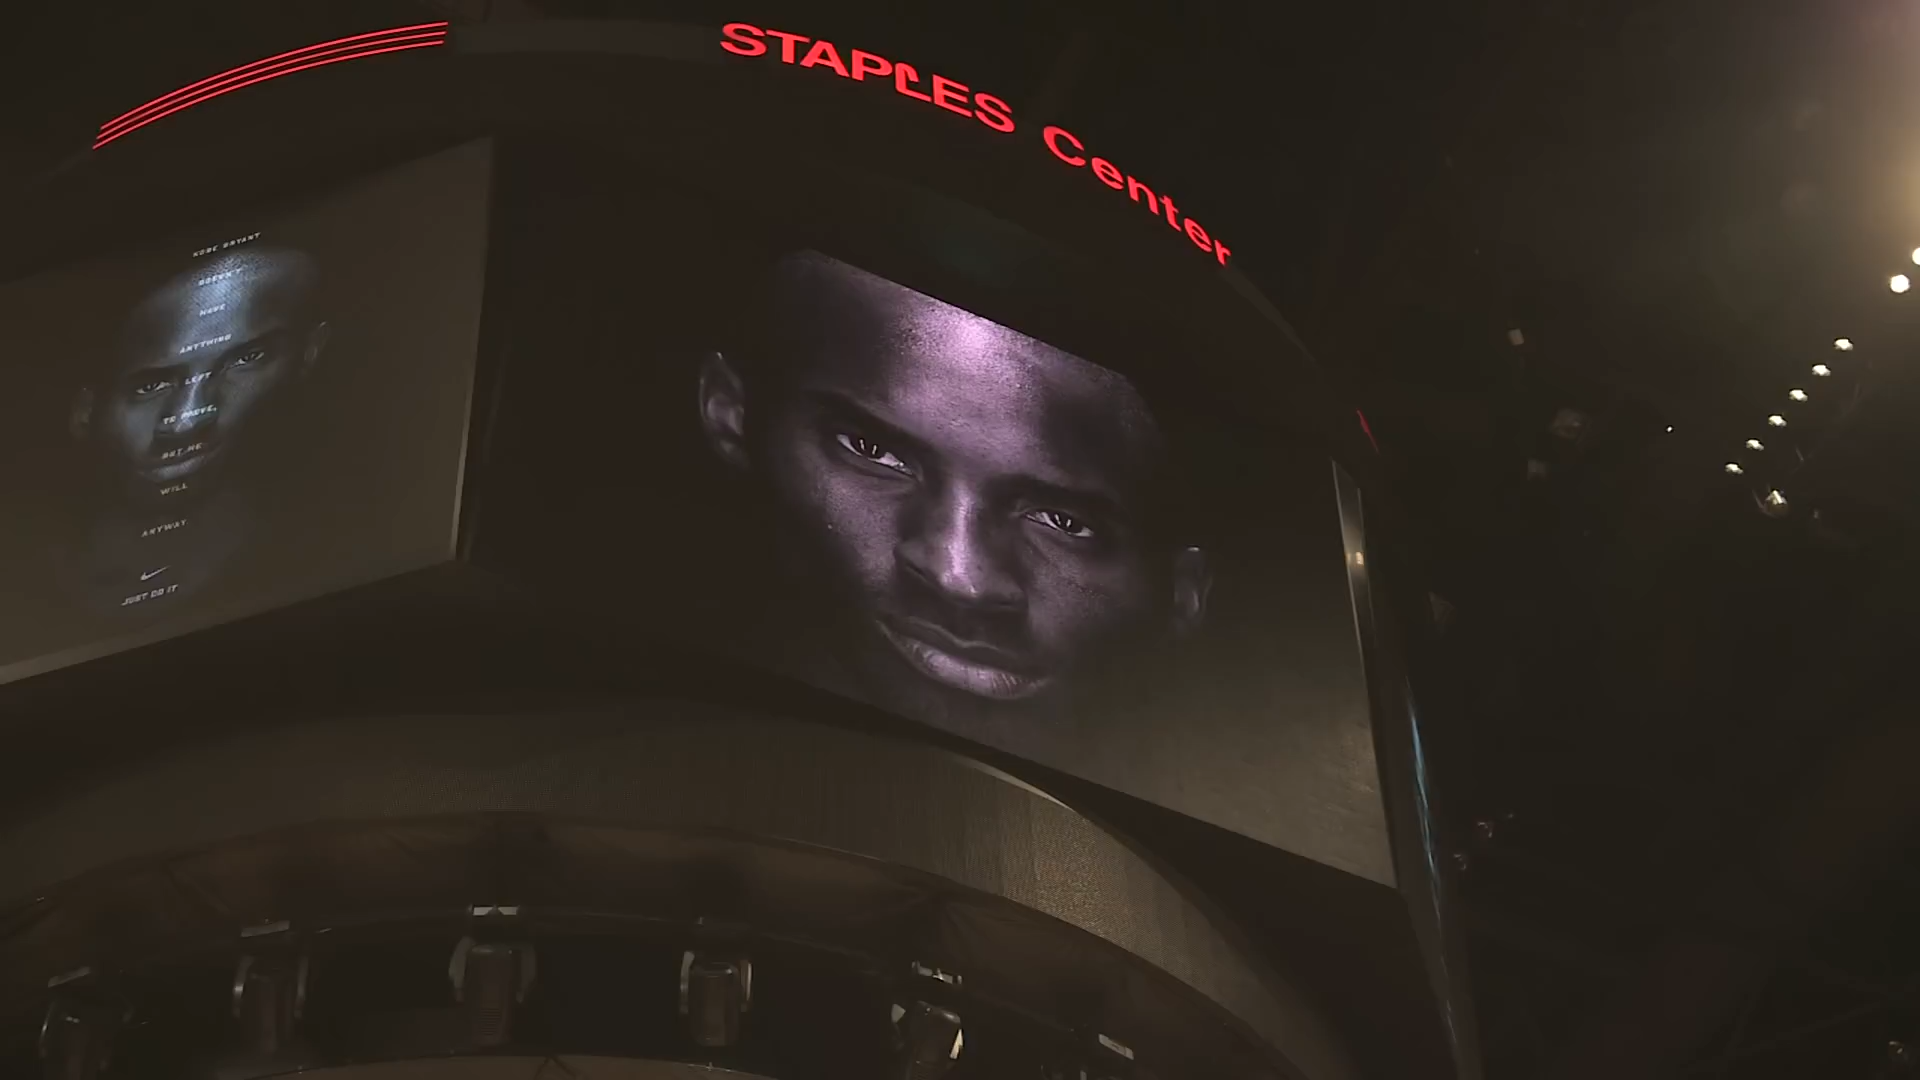 STAPLES Center
KOBE BRYANT
DOESN'T
HAVE
ANYTHING
LEFT
TO PROVE,
BUT HE
WILL
ANYWAY
JUST DO IT